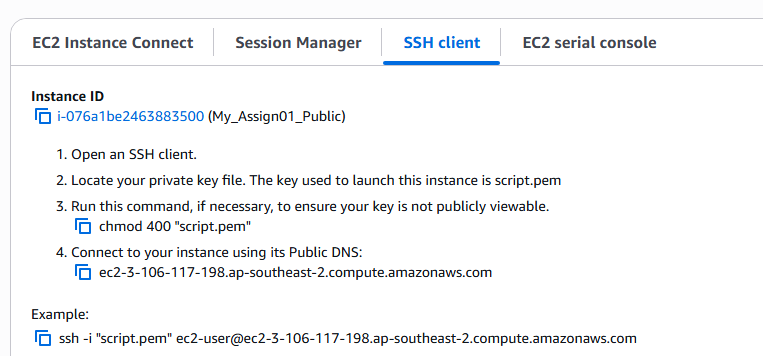 EC2 Instance Connect Session Manager SSH client EC2 serial console
Instance ID
i-076a1be2463883500 (My_Assign01_Public)
1. Open an SSH client.
2. Locate your private key file. The key used to launch this instance is script.pem
3. Run this command, if necessary, to ensure your key is not publicly viewable.
chmod 400 "script.pem"
4. Connect to your instance using its Public DNS:
ec2-3-106-117-198.ap-southeast-2.compute.amazonaws.com
Example:
ssh -i "script.pem" ec2-user@ec2-3-106-117-198.ap-southeast-2.compute.amazonaws.com